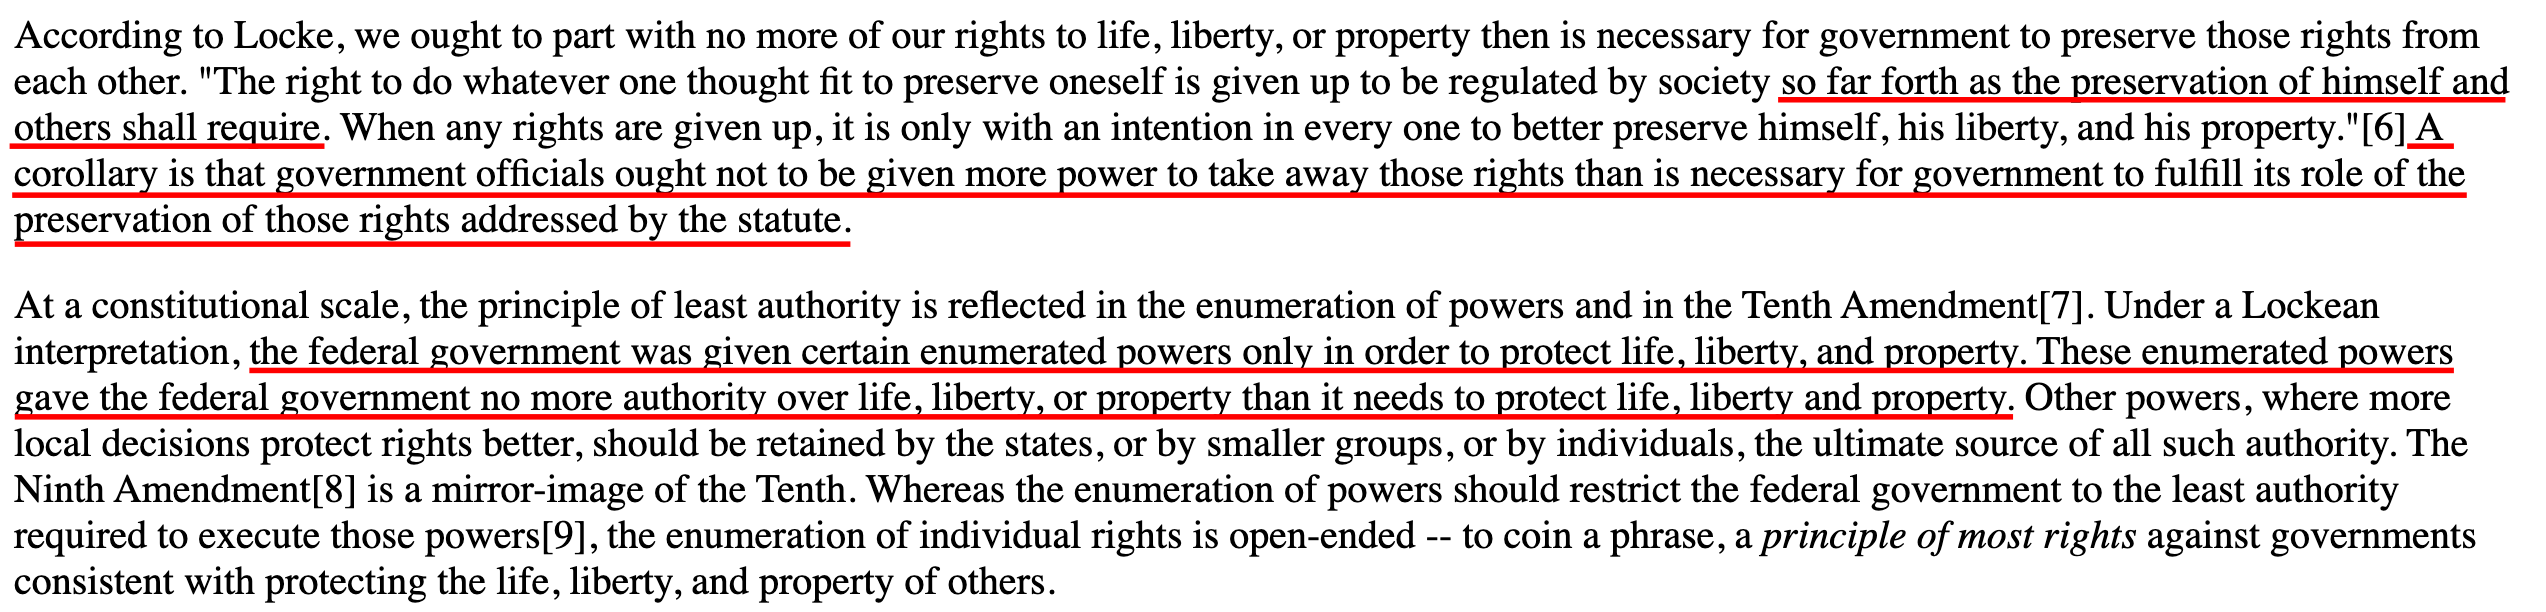 According to Locke, we ought to part with no more of our rights to life, liberty, or property then is necessary for government to preserve those rights from
each other. "The right to do whatever one thought fit to preserve oneself is given up to be regulated by society so far forth as the preservation of himself and
others shall require. When any rights are given up, it is only with an intention in every one to better preserve himself, his liberty, and his property."[6] A
corollary is that government officials ought not to be given more power to take away those rights than is necessary for government to fulfill its role of the
preservation of those rights addressed by the statute.
At a constitutional scale, the principle of least authority is reflected in the enumeration of powers and in the Tenth Amendment[7]. Under a Lockean
interpretation, the federal government was given certain enumerated powers only in order to protect life, liberty, and property. These enumerated powers
gave the federal government no more authority over life, liberty, or property than it needs to protect life, liberty and property. Other powers, where more
local decisions protect rights better, should be retained by the states, or by smaller groups, or by individuals, the ultimate source of all such authority. The
Ninth Amendment[8] is a mirror-image of the Tenth. Whereas the enumeration of powers should restrict the federal government to the least authority
required to execute those powers[9], the enumeration of individual rights is open-ended -- to coin a phrase, a principle of most rights against governments
consistent with protecting the life, liberty, and property of others.